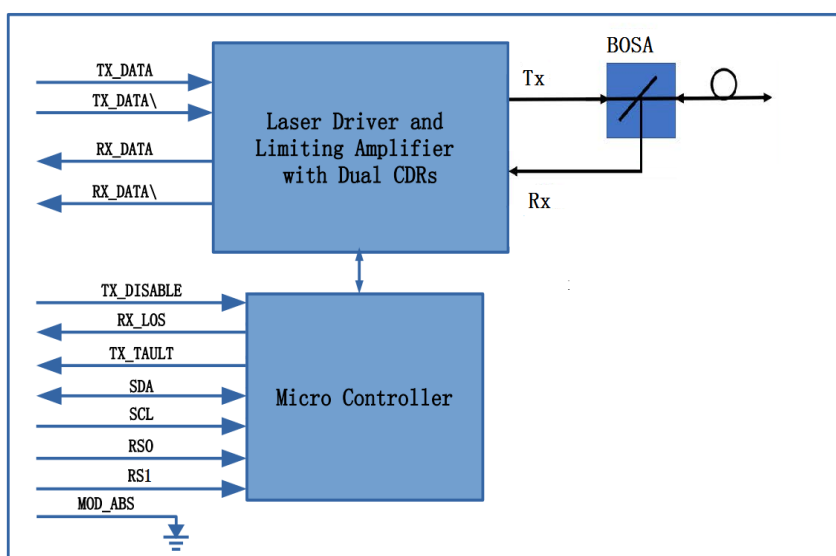 BOSA
TX_DATA
TX_DATA\
RX_DATA
RX_DATA\
Laser Driver and
Limiting Amplifier
with Dual CDRs
Tx
Rx
TX_DISABLE
RX_LOS
TX_TAULT
SDA
SCL
RS0
RS1
MOD_ABS
Micro Controller